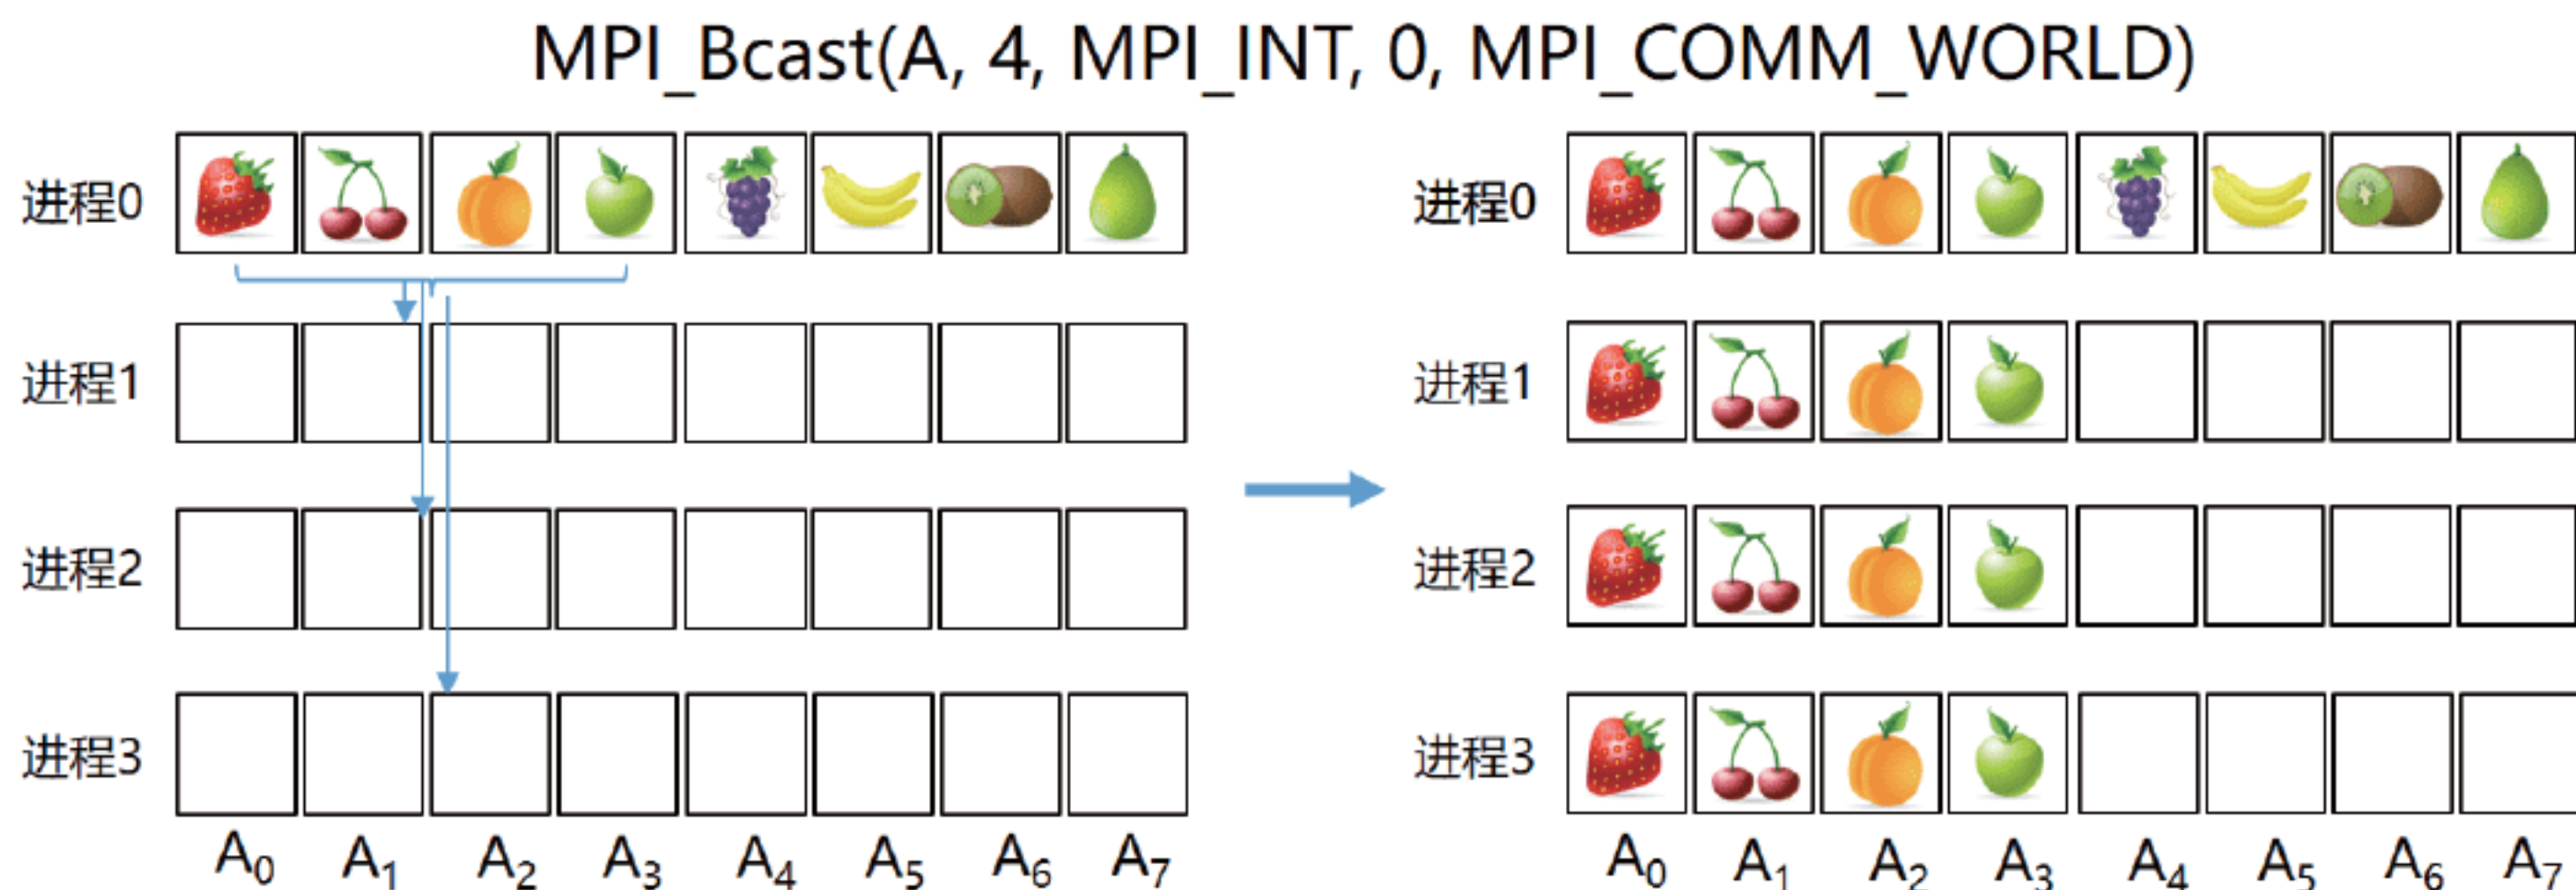 MPI_Bcast(A, 4, MPI_INT, 0, MPI_COMM_WORLD)
进程0 进程0
进程1 进程1
进程2 进程2
进程3 进程3
A0 A1 A2 A3 A4 A5 A6 A7 A0 A1 A2 A3 A4 A5 A6 A7